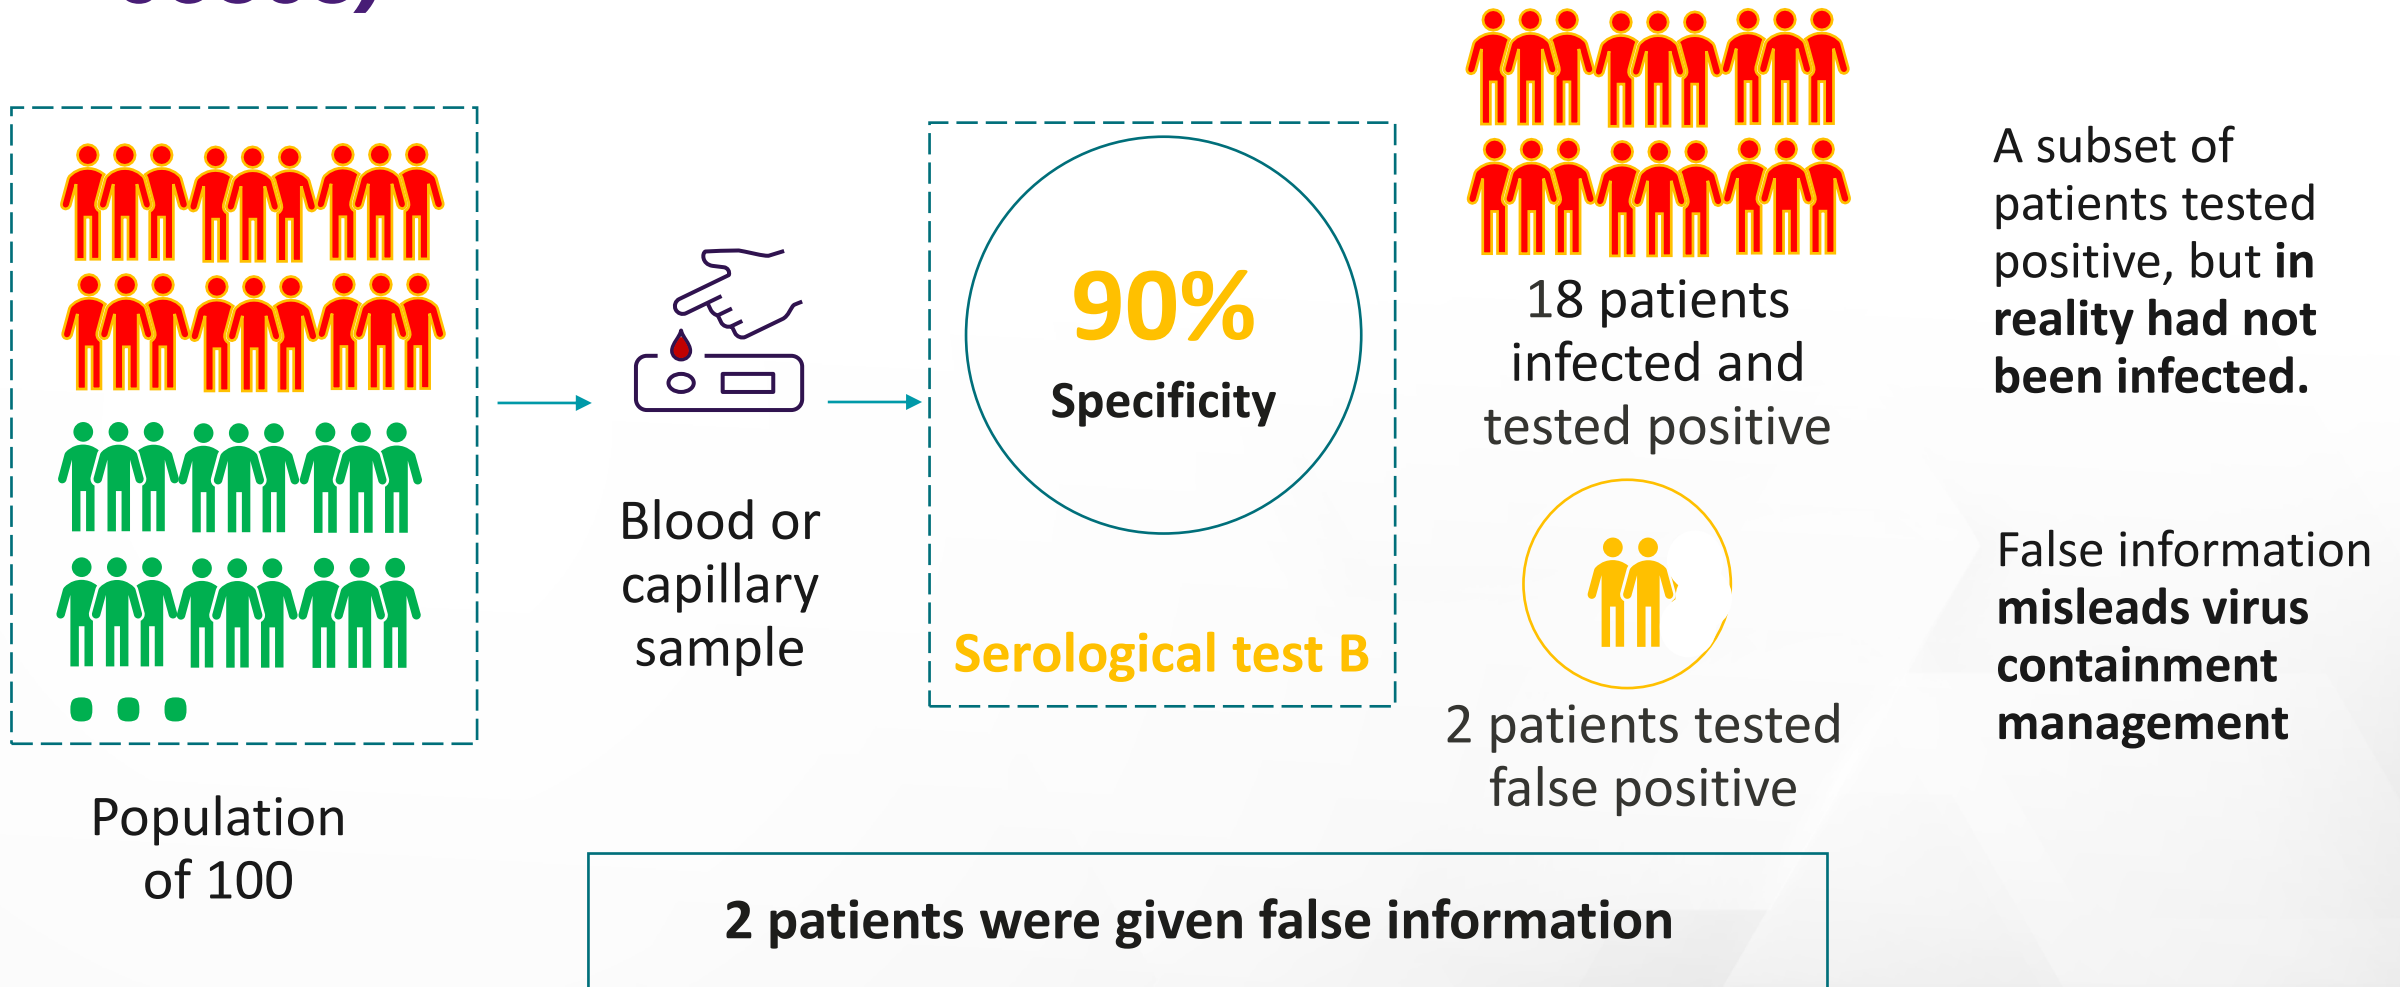 Population
of 100
Blood or
capillary
sample
90%
Specificity
Serological test B
18 patients
infected and
tested positive
2 patients tested
false positive
A subset of
patients tested
positive, but in
reality had not
been infected.
False information
misleads virus
containment
management
2 patients were given false information